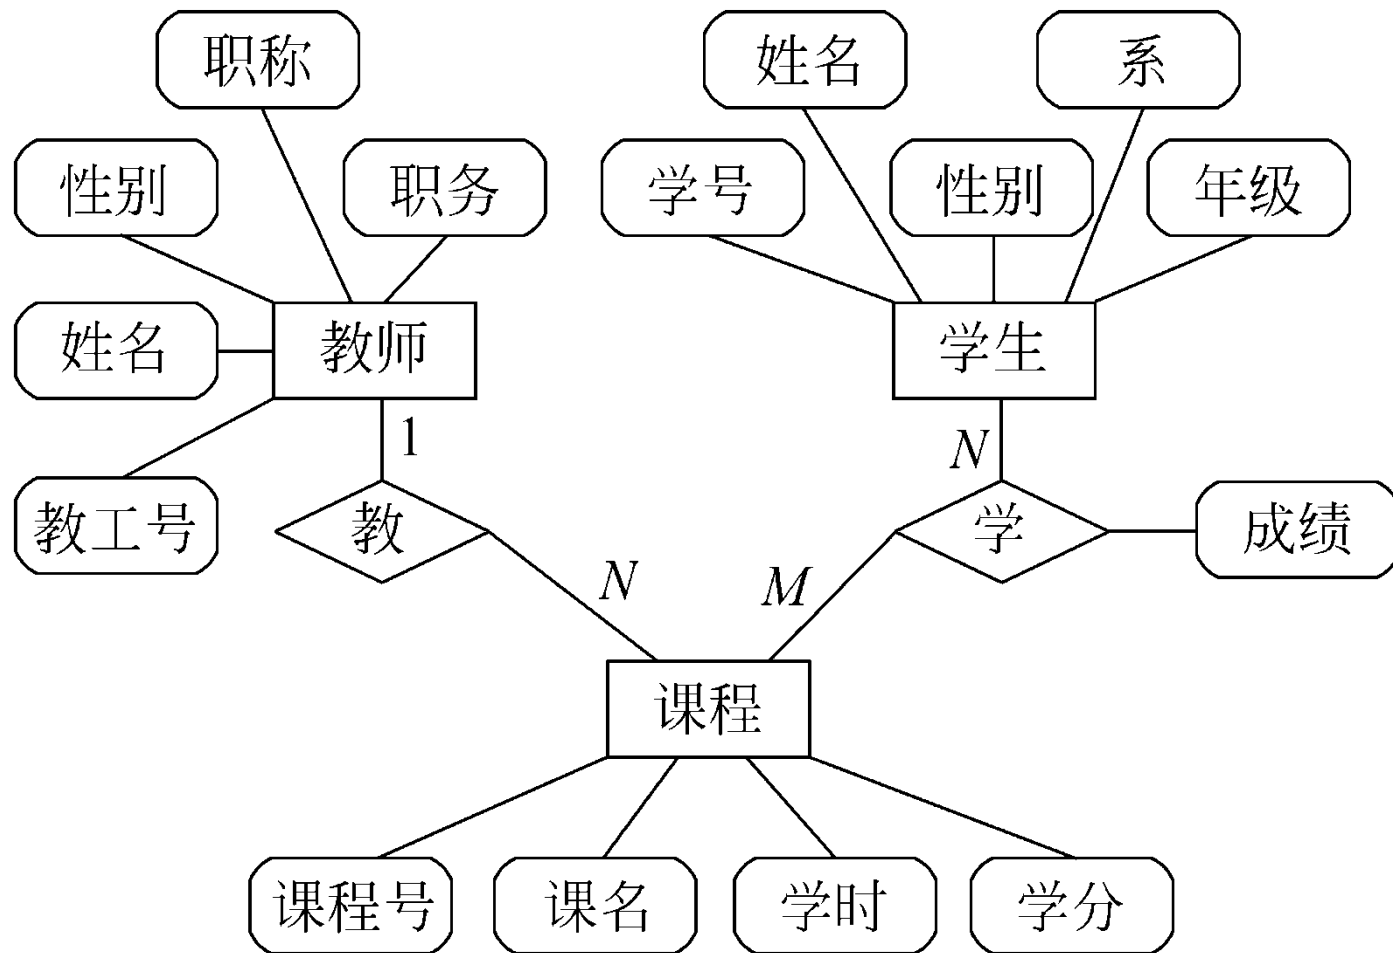 职称
姓名
系
性别
职务
学号
性别
年级
姓名
教师
学生
1
N
教工号
教
学
成绩
N
M
课程
课程号
课名
学时
学分